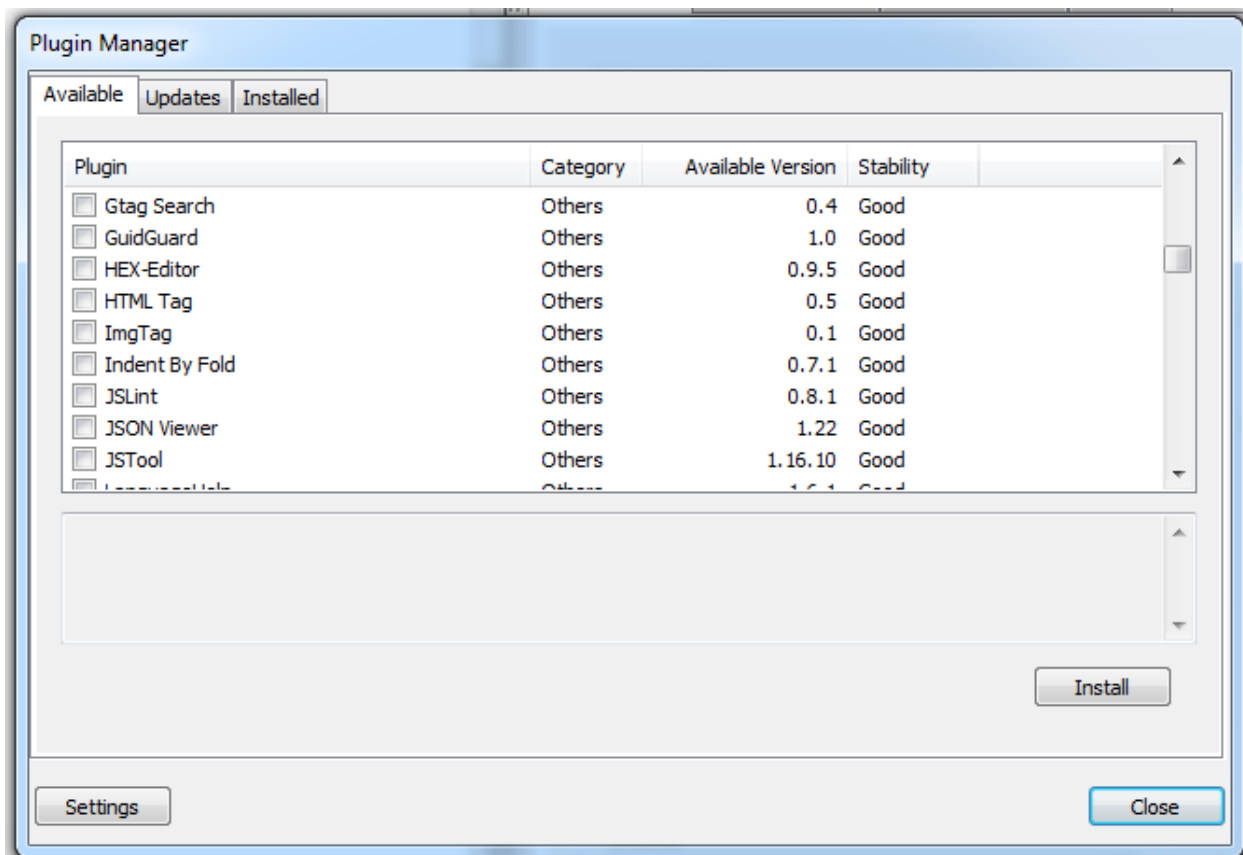 Plugin Manager
Available Updates Installed
Plugin Category Available Version Stability
Gtag Search Others 0.4 Good
GuidGuard Others 1.0 Good
HEX-Editor Others 0.9.5 Good
HTML Tag Others 0.5 Good
ImgTag Others 0.1 Good
Indent By Fold Others 0.7.1 Good
JSLint Others 0.8.1 Good
JSON Viewer Others 1.22 Good
JSTool Others 1.16.10 Good
Install
Settings Close